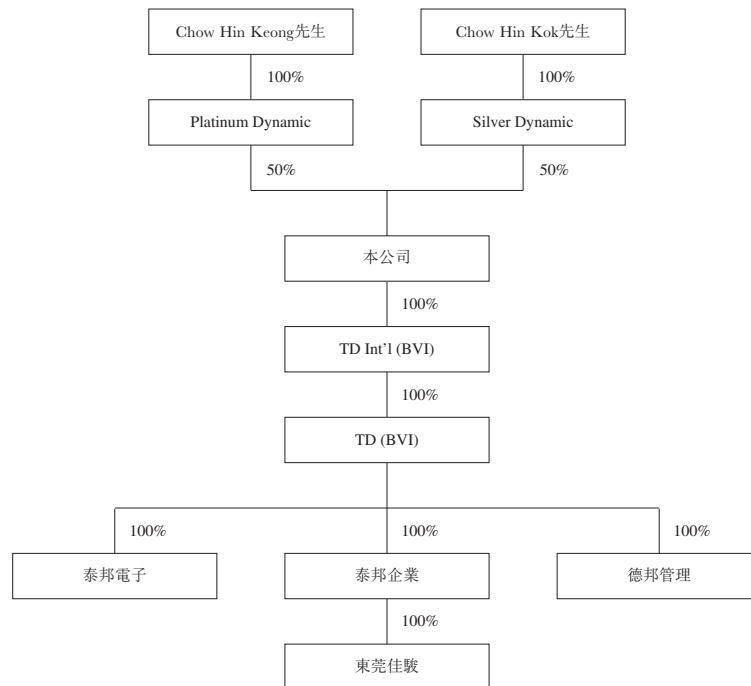 Chow Hin Keong先生
Chow Hin Kok先生
100%
100%
Platinum Dynamic
Silver Dynamic
50%
50%
本公司
100%
TD Int’l (BVI)
100%
TD (BVI)
100%
100%
100%
泰邦電子
泰邦企業
德邦管理
100%
東莞佳駿